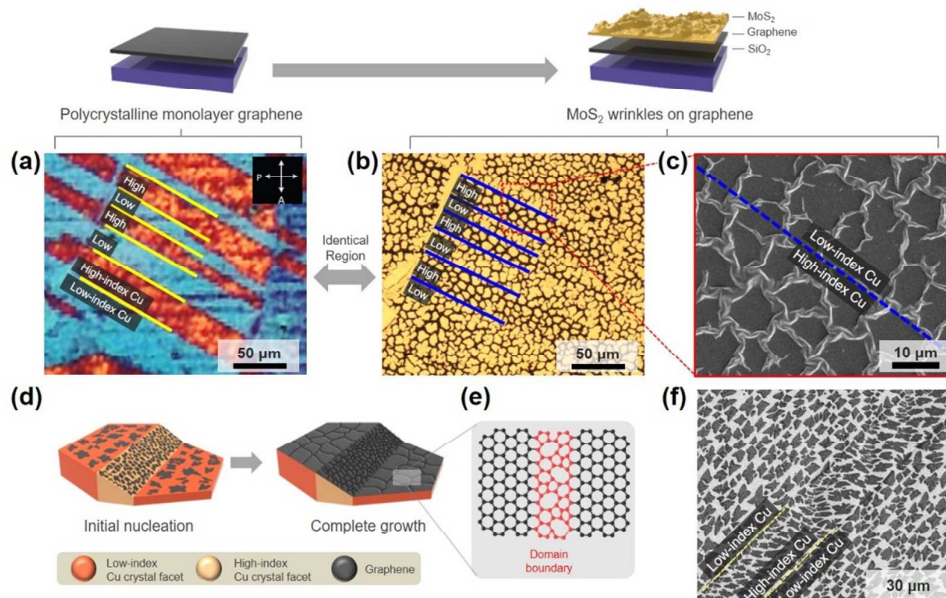 MoS2
Graphene
SiO2
Polycrystalline monolayer graphene
MoS2 wrinkles on graphene
(a)
P
A
High
Low
High
Low
High-index Cu
Low-index Cu
50 µm
Identical
Region
(b)
High
Low
High
Low
High
Low
50 µm
(c)
Low-index Cu
High-index Cu
10 µm
(d)
Initial nucleation
Complete growth
Low-index
Cu crystal facet
High-index
Cu crystal facet
Graphene
(e)
Domain
boundary
(f)
Low-index Cu
High-index Cu
Low-index Cu
30 µm